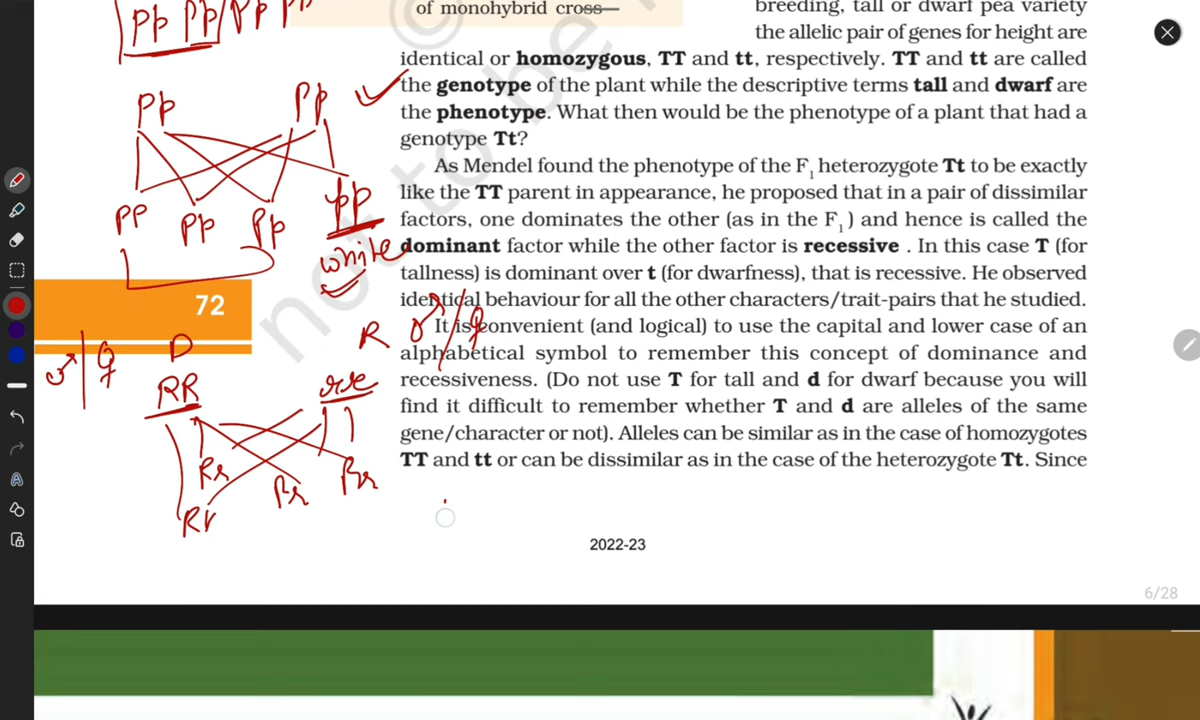 Pp Pp/Pp Pp
of monohybrid cross
breeding, tall or dwarf pea variety
the allelic pair of genes for height are
identical or homozygous, TT and tt, respectively. TT and tt are called
the genotype of the plant while the descriptive terms tall and dwarf are
the phenotype. What then would be the phenotype of a plant that had a
genotype Tt?
As Mendel found the phenotype of the F1 heterozygote Tt to be exactly
like the TT parent in appearance, he proposed that in a pair of dissimilar
factors, one dominates the other (as in the F1) and hence is called the
dominant factor while the other factor is recessive . In this case T (for
tallness) is dominant over t (for dwarfness), that is recessive. He observed
identical behaviour for all the other characters/trait-pairs that he studied.
It is convenient (and logical) to use the capital and lower case of an
alphabetical symbol to remember this concept of dominance and
recessiveness. (Do not use T for tall and d for dwarf because you will
find it difficult to remember whether T and d are alleles of the same
gene/character or not). Alleles can be similar as in the case of homozygotes
TT and tt or can be dissimilar as in the case of the heterozygote Tt. Since
Pp Pp
PP Pp Pp pp
white
72
♂/♀ D R ♂/♀
RR
Rr Rr Rr
Rr
© not to be
2022-23
6/28